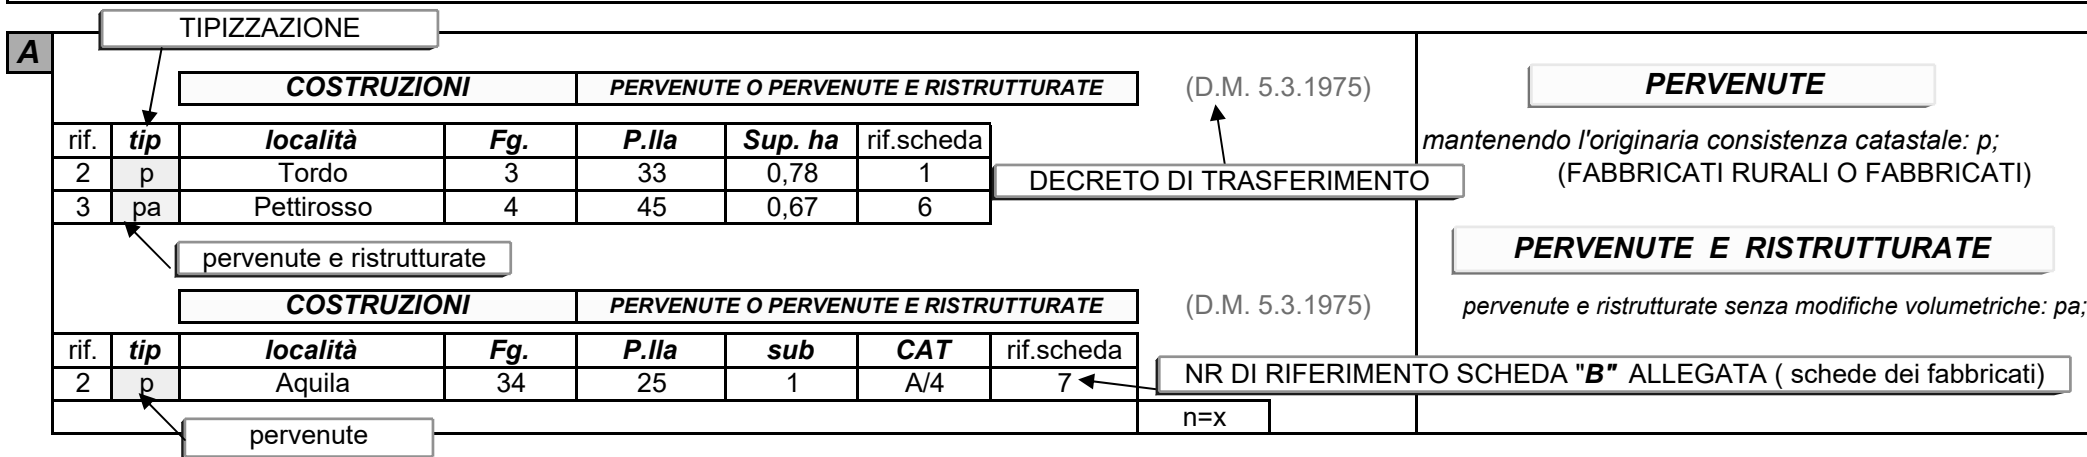 TIPIZZAZIONE
A
COSTRUZIONI PERVENUTE O PERVENUTE E RISTRUTTURATE (D.M. 5.3.1975)
rif. tip località Fg. P.lla Sup. ha rif.scheda
2 p Tordo 3 33 0,78 1
3 pa Pettirosso 4 45 0,67 6
DECRETO DI TRASFERIMENTO
pervenute e ristrutturate
COSTRUZIONI PERVENUTE O PERVENUTE E RISTRUTTURATE (D.M. 5.3.1975)
rif. tip località Fg. P.lla sub CAT rif.scheda
2 p Aquila 34 25 1 A/4 7
NR DI RIFERIMENTO SCHEDA "B" ALLEGATA ( schede dei fabbricati)
n=x
pervenute
PERVENUTE
mantenendo l'originaria consistenza catastale: p;
(FABBRICATI RURALI O FABBRICATI)
PERVENUTE E RISTRUTTURATE
pervenute e ristrutturate senza modifiche volumetriche: pa;